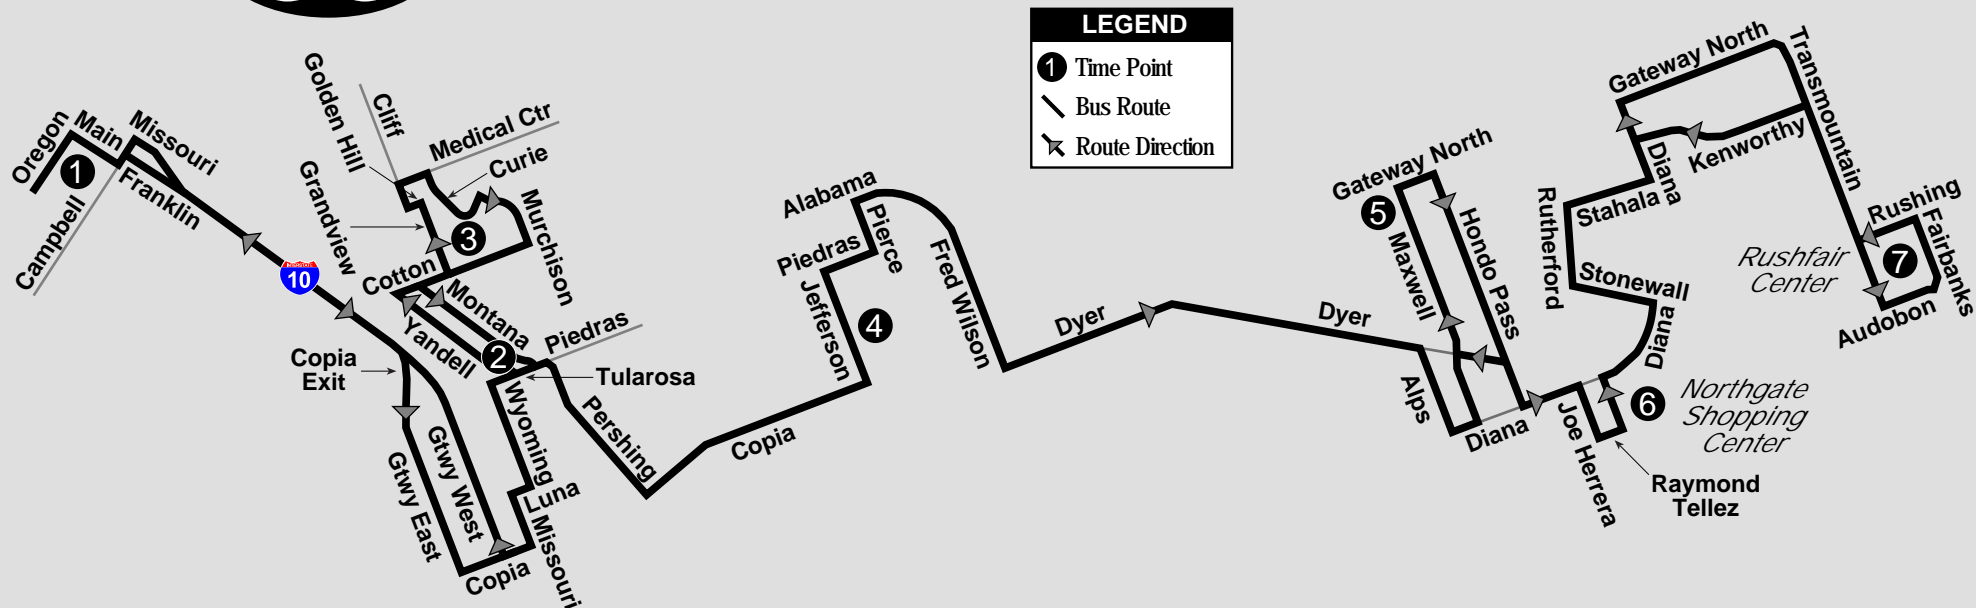 LEGEND
1 Time Point
Bus Route
Route Direction
Oregon
Main
Missouri
1
Campbell
Franklin
INTERSTATE
10
Golden Hill
Cliff
Medical Ctr
Curie
Grandview
3
Murchison
Cotton
Montana
Yandell
2
Piedras
Tularosa
Copia
Exit
Wyoming
Pershing
Gtwy West
Gtwy East
Luna
Missouri
Copia
Copia
Alabama
Pierce
Piedras
Jefferson
4
Fred Wilson
Dyer
Dyer
Gateway North
5
Maxwell
Hondo Pass
Alps
Diana
Joe Herrera
Raymond
Tellez
6
Northgate
Shopping
Center
Diana
Stonewall
Rutherford
Stahala
Diana
Kenworthy
Gateway North
Transmountain
Rushing
Fairbanks
7
Audobon
Rushfair
Center